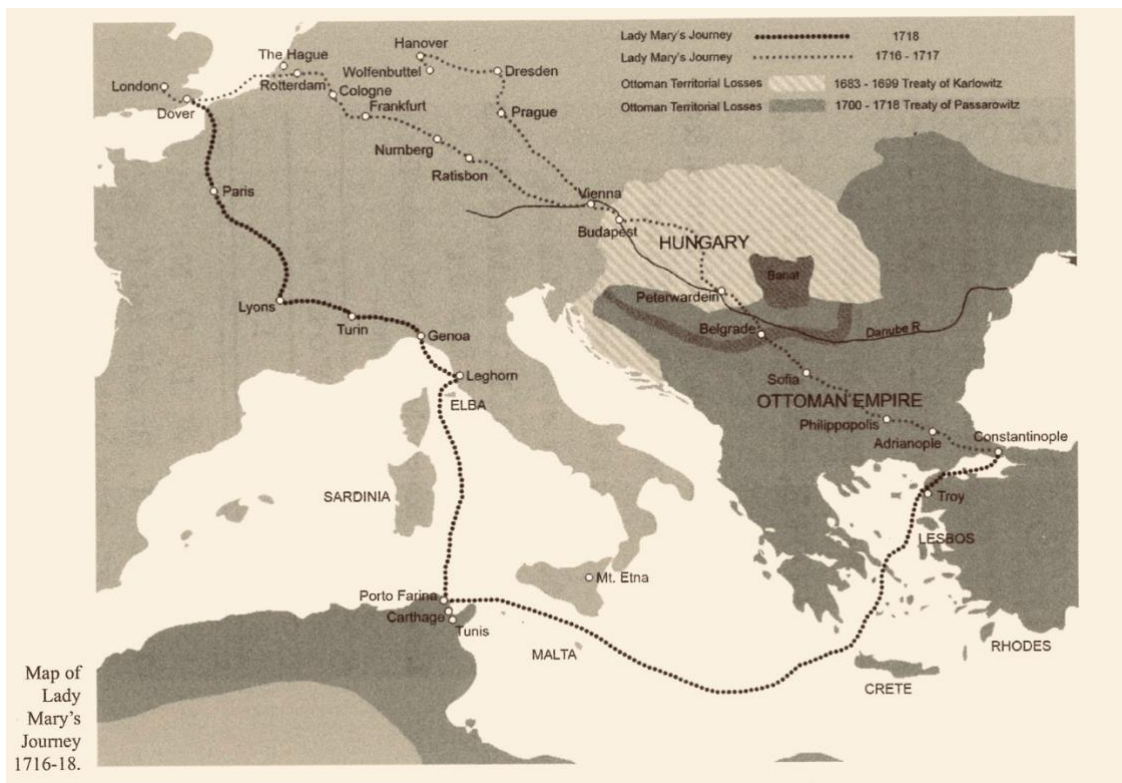 Lady Mary's Journey 1718
Lady Mary's Journey 1716 - 1717
Ottoman Territorial Losses 1683 - 1699 Treaty of Karlowitz
Ottoman Territorial Losses 1700 - 1718 Treaty of Passarowitz
Hanover
The Hague
Wolfenbuttel
Dresden
London
Rotterdam
Cologne
Dover
Frankfurt
Prague
Nurnberg
Ratisbon
Paris
Vienna
Budapest
HUNGARY
Banat
Peterwardein
Lyons
Turin
Genoa
Belgrade
Danube R
Leghorn
Sofia
ELBA
OTTOMAN EMPIRE
Philippopolis
Adrianople
Constantinople
SARDINIA
Troy
LESBOS
Mt. Etna
Porto Farina
Carthage
Tunis
MALTA
RHODES
CRETE
Map of
Lady
Mary's
Journey
1716-18.